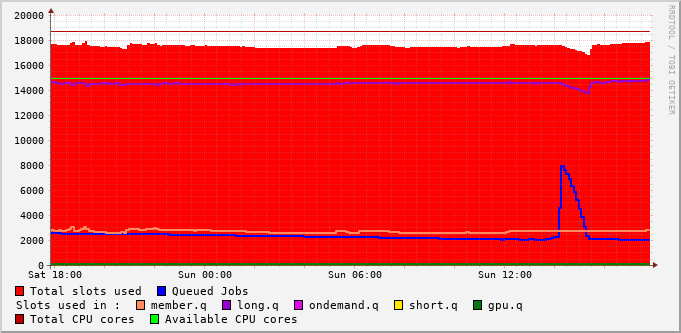 20000
18000
16000
14000
12000
10000
8000
6000
4000
2000
0
Sat 18:00 Sun 00:00 Sun 06:00 Sun 12:00
Total slots used Queued Jobs
Slots used in : member.q long.q ondemand.q short.q gpu.q
Total CPU cores Available CPU cores
RRDTOOL / TOBI OETIKER